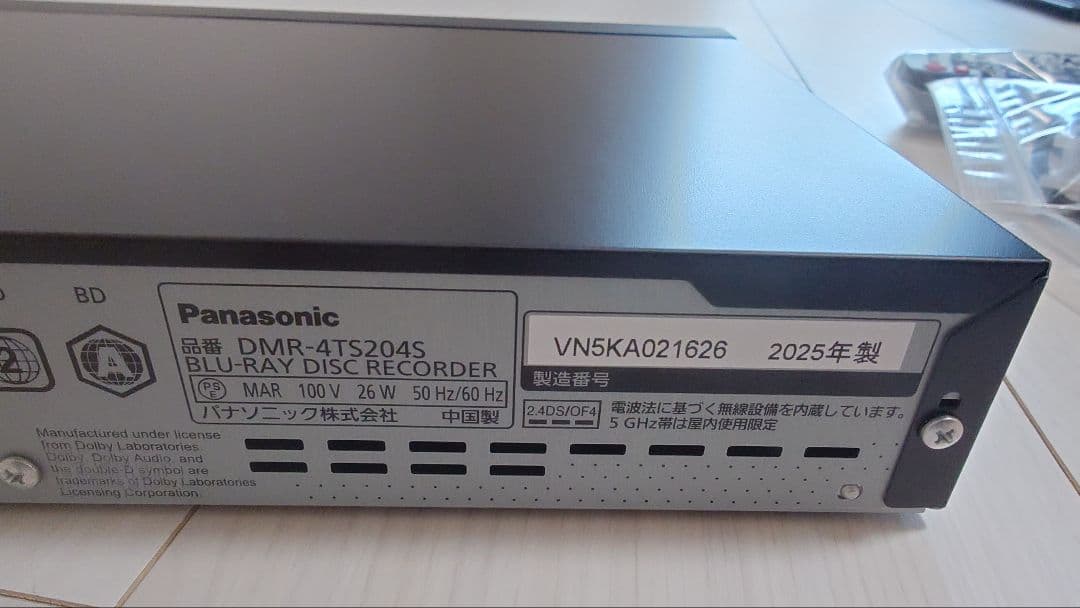 BD
2
A
Panasonic
品番 DMR-4TS204S
BLU-RAY DISC RECORDER
PS E MAR 100 V 26 W 50 Hz/60 Hz
パナソニック株式会社 中国製
VN5KA021626 2025年製
製造番号
2.4DS/OF4
電波法に基づく無線設備を内蔵しています。
5 GHz帯は屋内使用限定
Manufactured under license
from Dolby Laboratories.
Dolby, Dolby Audio, and
the double-D symbol are
trademarks of Dolby Laboratories
Licensing Corporation.